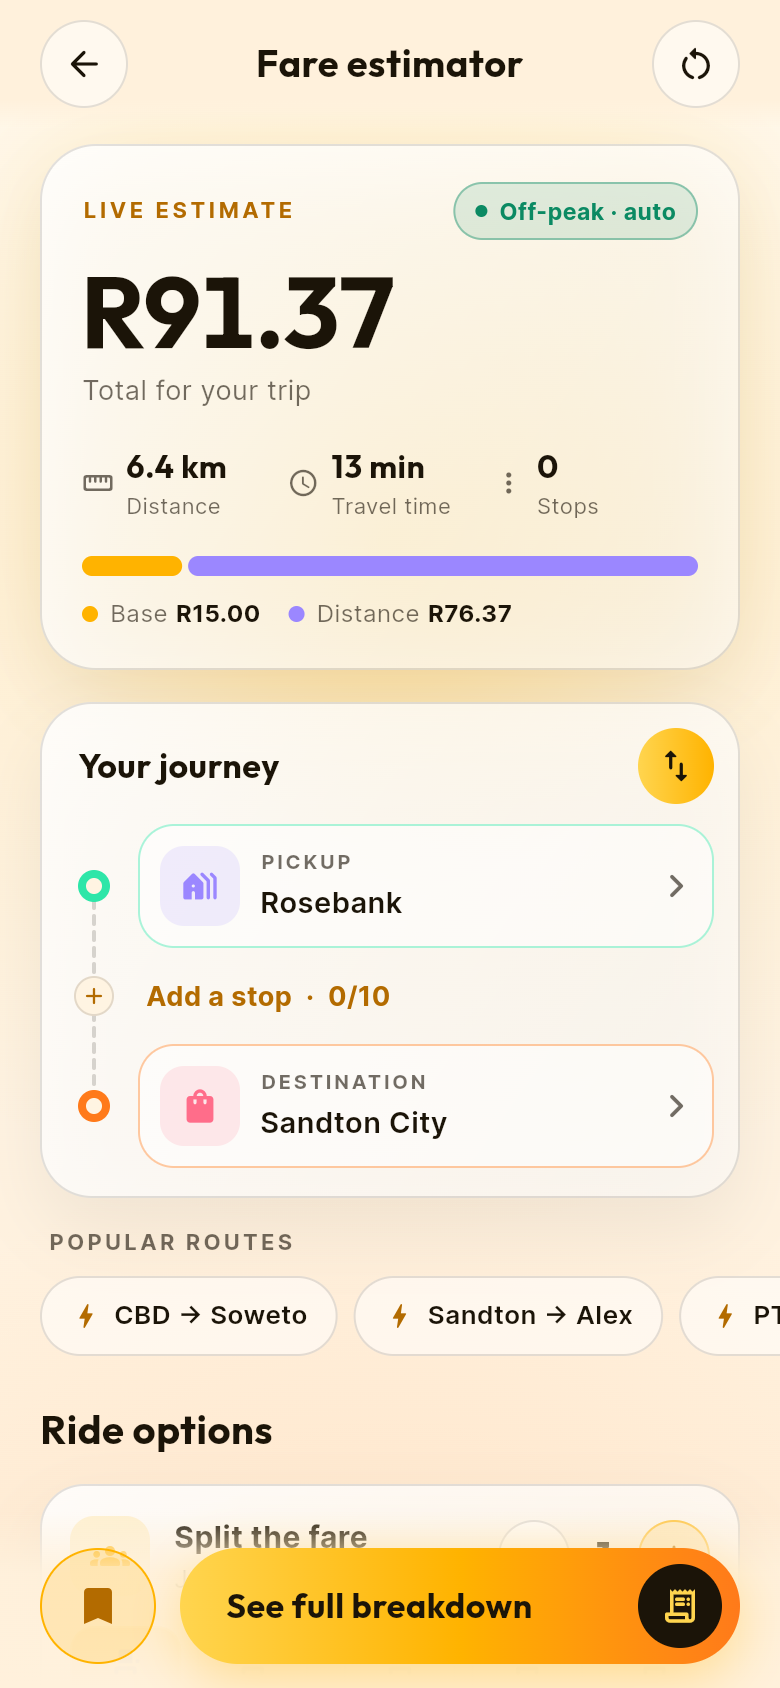 Fare estimator
LIVE ESTIMATE
Off-peak · auto
R91.37
Total for your trip
6.4 km
Distance
13 min
Travel time
0
Stops
Base R15.00
Distance R76.37
Your journey
PICKUP
Rosebank
Add a stop · 0/10
DESTINATION
Sandton City
POPULAR ROUTES
CBD → Soweto
Sandton → Alex
PT
Ride options
Split the fare
See full breakdown